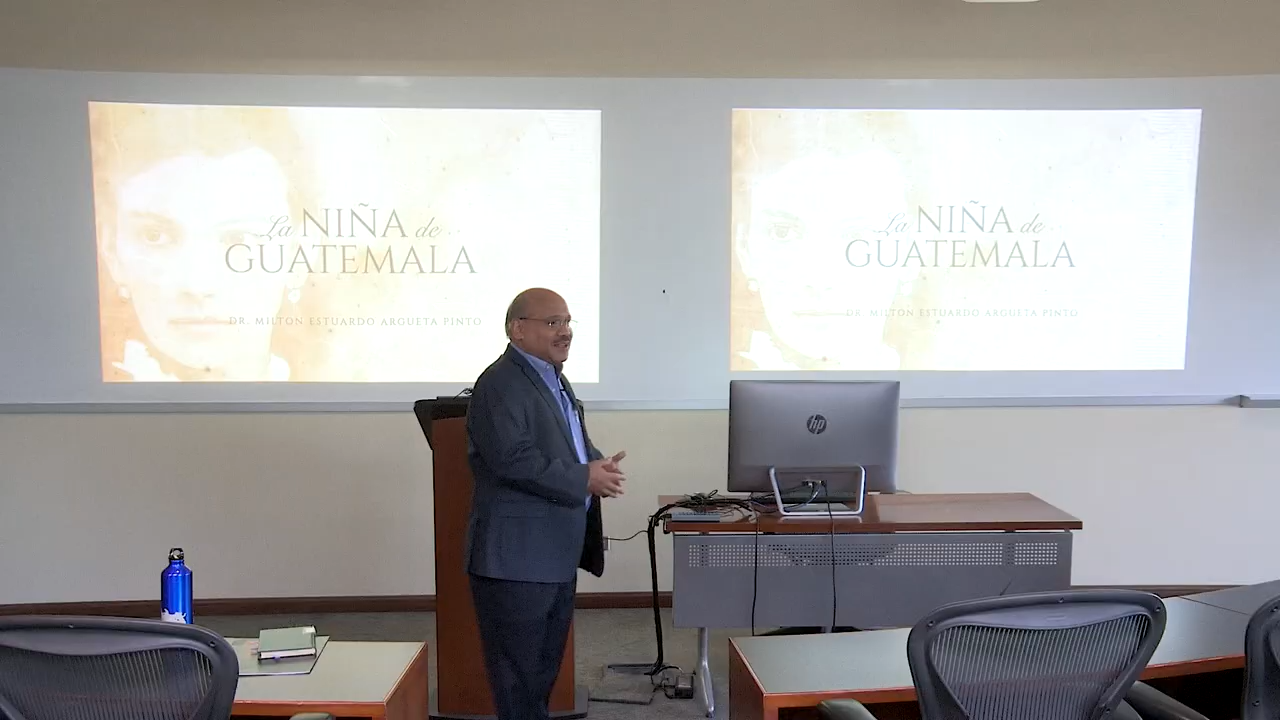 La NIÑA de
GUATEMALA
DR. MILTON ESTUARDO ARGUETA PINTO
La NIÑA de
GUATEMALA
DR. MILTON ESTUARDO ARGUETA PINTO
hp